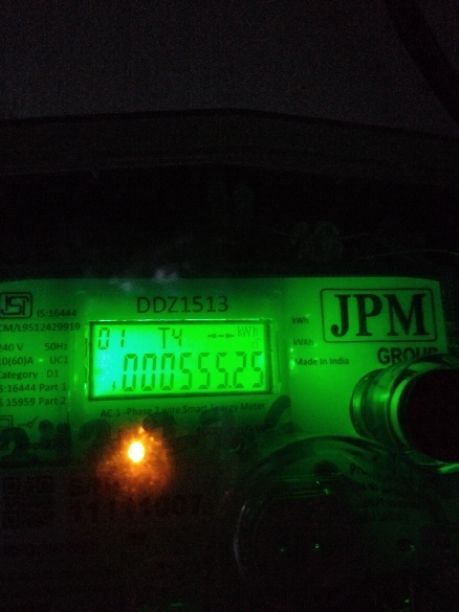 IS:16444
CM/L9512429919
240 V 50Hz
10(60)A UC1
Category : D1
IS:16444 Part 1
IS 15959 Part 2
DDZ1513
01 T4 kWh
000555.25
AC 1 -Phase 2 wire Smart Energy Meter
kWh
kVAh
Made in India
JPM
GROUP